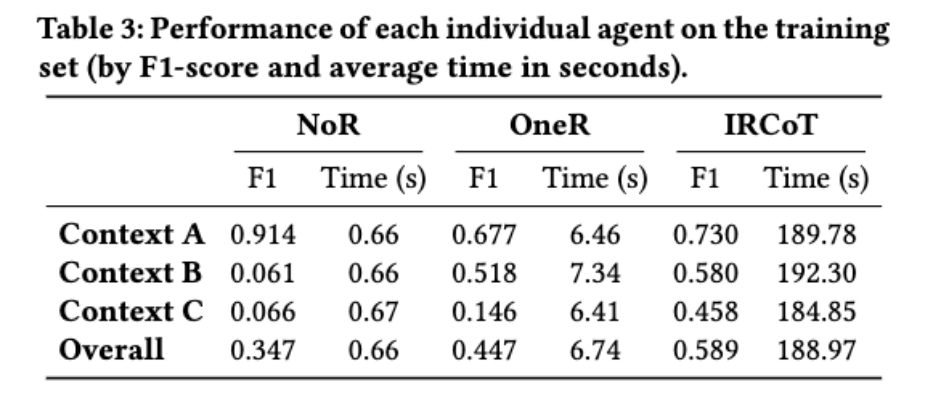 Table 3: Performance of each individual agent on the training
set (by F1-score and average time in seconds).
NoR OneR IRCoT
F1 Time (s) F1 Time (s) F1 Time (s)
Context A 0.914 0.66 0.677 6.46 0.730 189.78
Context B 0.061 0.66 0.518 7.34 0.580 192.30
Context C 0.066 0.67 0.146 6.41 0.458 184.85
Overall 0.347 0.66 0.447 6.74 0.589 188.97